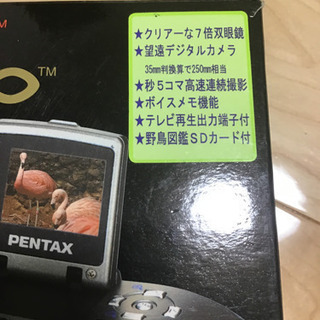 M
TM
★クリアーな7倍双眼鏡
★望遠デジタルカメラ
35mm判換算で250mm相当
★秒5コマ高速連続撮影
★ボイスメモ機能
★テレビ再生出力端子付
★野鳥図鑑SDカード付
PENTAX